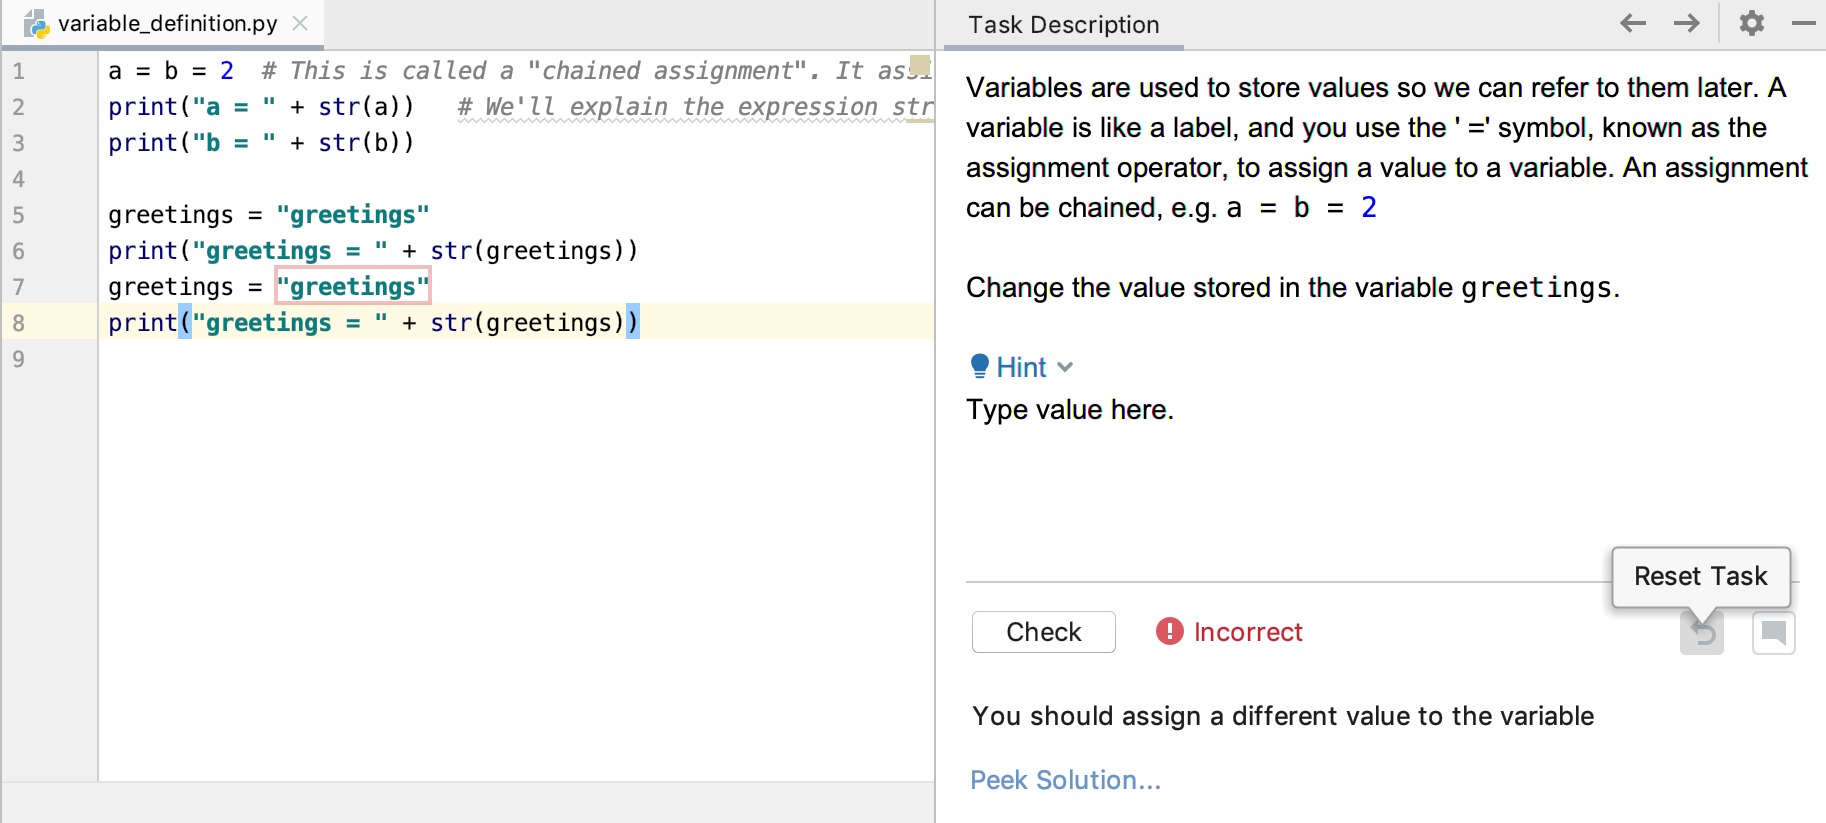 variable_definition.py
1 a = b = 2  # This is called a "chained assignment". It assi
2 print("a = " + str(a))   # We'll explain the expression str
3 print("b = " + str(b))
4
5 greetings = "greetings"
6 print("greetings = " + str(greetings))
7 greetings = "greetings"
8 print("greetings = " + str(greetings))
9
Task Description
Variables are used to store values so we can refer to them later. A
variable is like a label, and you use the ' =' symbol, known as the
assignment operator, to assign a value to a variable. An assignment
can be chained, e.g. a = b = 2
Change the value stored in the variable greetings.
Hint
Type value here.
Reset Task
Check
Incorrect
You should assign a different value to the variable
Peek Solution...